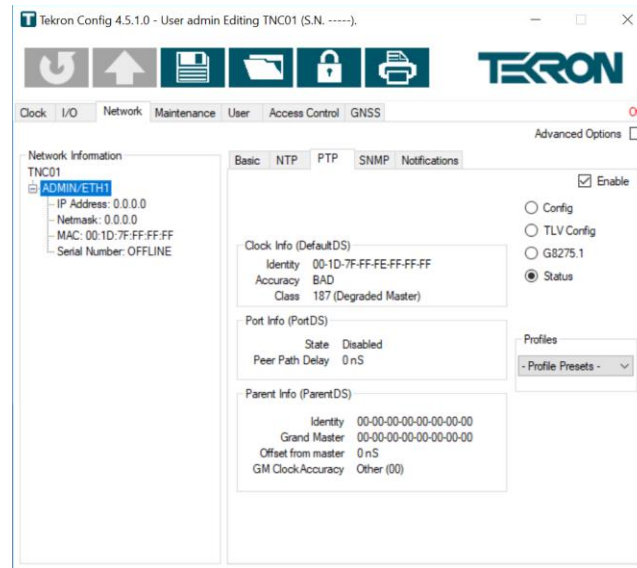 Tekron Config 4.5.1.0 - User admin Editing TNC01 (S.N. -----).
TEKRON
Clock I/O Network Maintenance User Access Control GNSS
Advanced Options
Network Information
TNC01
ADMIN/ETH1
IP Address: 0.0.0.0
Netmask: 0.0.0.0
MAC: 00:1D:7F:FF:FF:FF
Serial Number: OFFLINE
Basic NTP PTP SNMP Notifications
Enable
Config
TLV Config
G8275.1
Status
Clock Info (DefaultDS)
Identity 00-1D-7F-FF-FE-FF-FF-FF
Accuracy BAD
Class 187 (Degraded Master)
Port Info (PortDS)
State Disabled
Peer Path Delay 0 nS
Profiles
- Profile Presets -
Parent Info (ParentDS)
Identity 00-00-00-00-00-00-00-00
Grand Master 00-00-00-00-00-00-00-00
Offset from master 0 nS
GM ClockAccuracy Other (00)